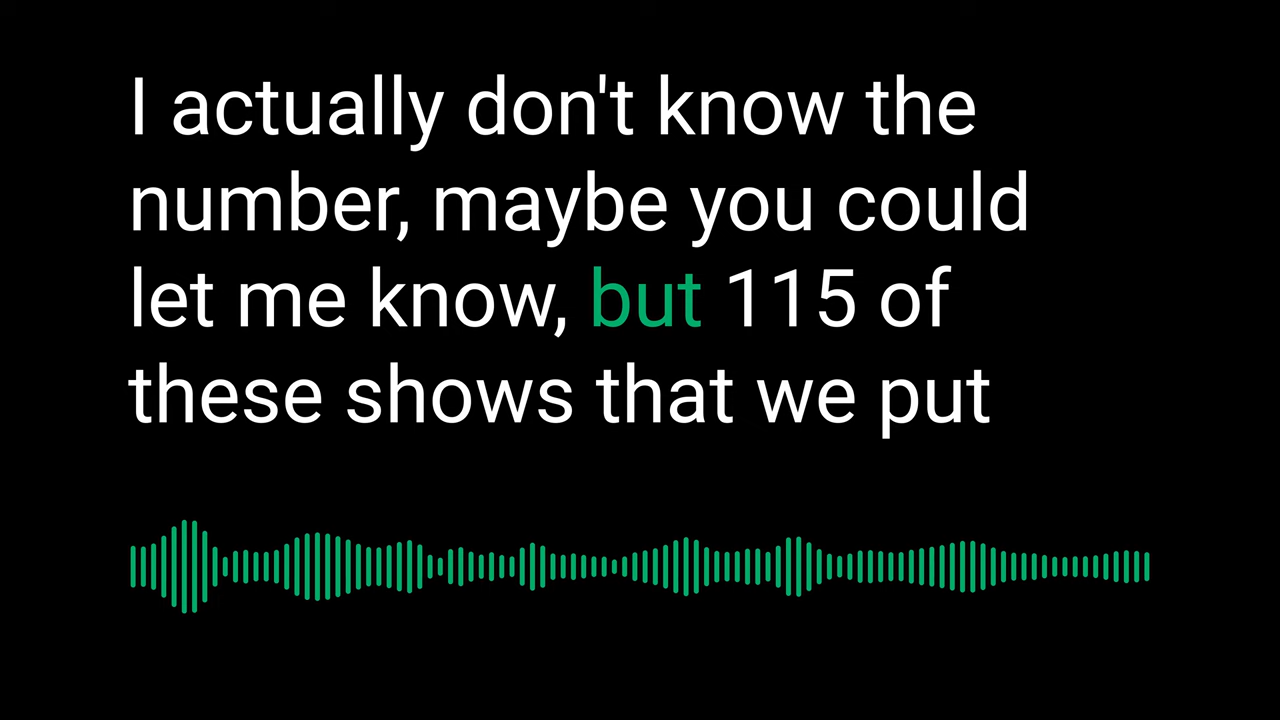 I actually don't know the
number, maybe you could
let me know, but 115 of
these shows that we put